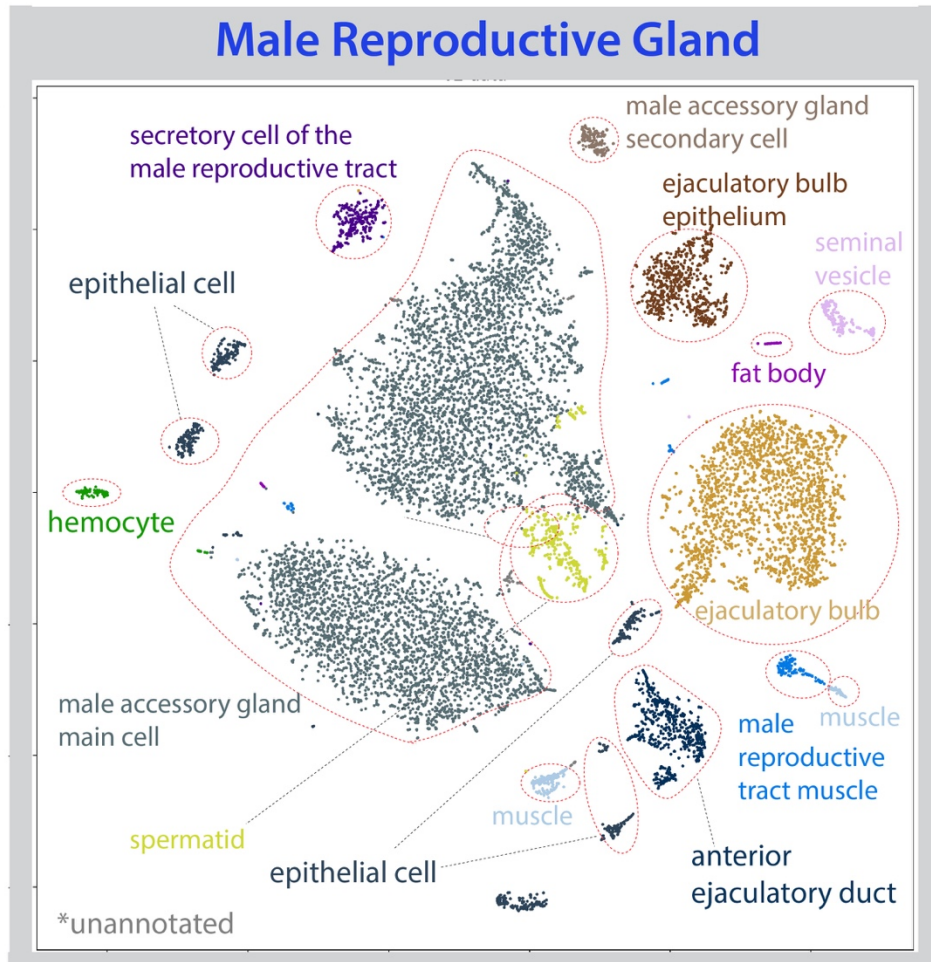 Male Reproductive Gland
male accessory gland
secondary cell
secretory cell of the
male reproductive tract
ejaculatory bulb
epithelium
seminal
vesicle
epithelial cell
fat body
hemocyte
ejaculatory bulb
male accessory gland
main cell
muscle
male
reproductive
tract muscle
muscle
spermatid
epithelial cell
anterior
ejaculatory duct
*unannotated